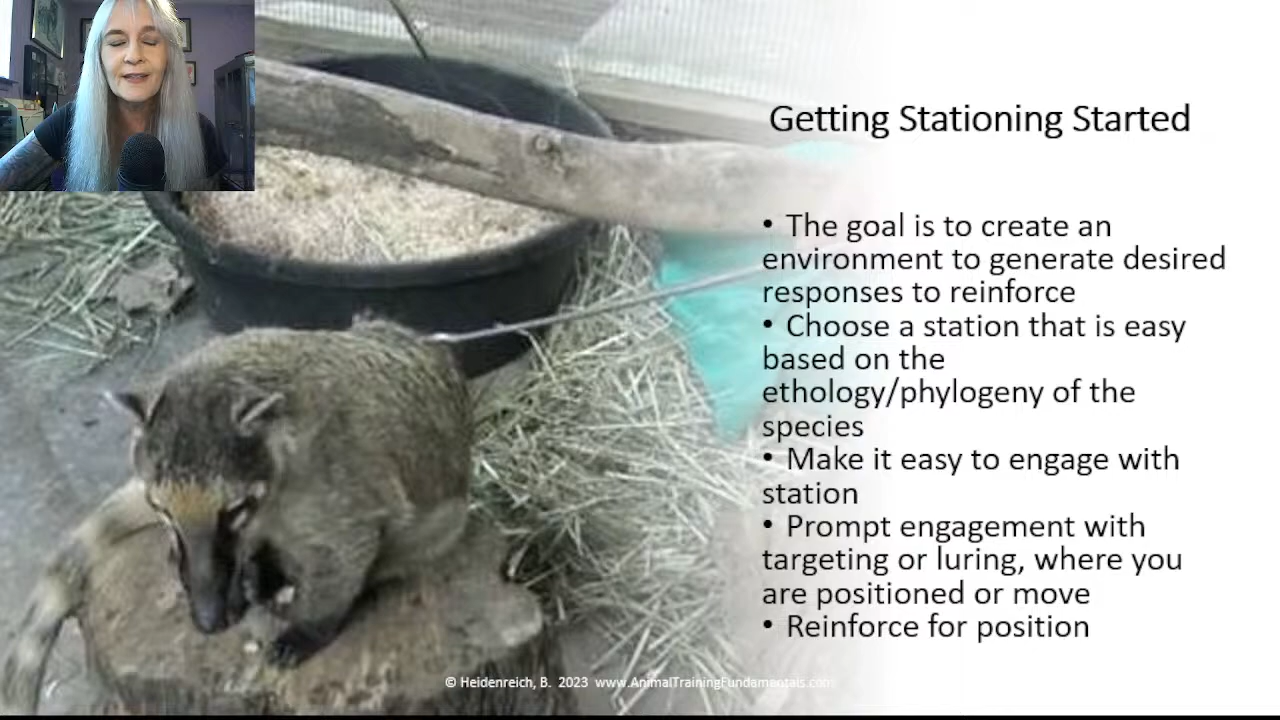 Getting Stationing Started
• The goal is to create an
environment to generate desired
responses to reinforce
• Choose a station that is easy
based on the
ethology/phylogeny of the
species
• Make it easy to engage with
station
• Prompt engagement with
targeting or luring, where you
are positioned or move
• Reinforce for position
© Heidenreich, B. 2023 www.AnimalTrainingFundamentals.com